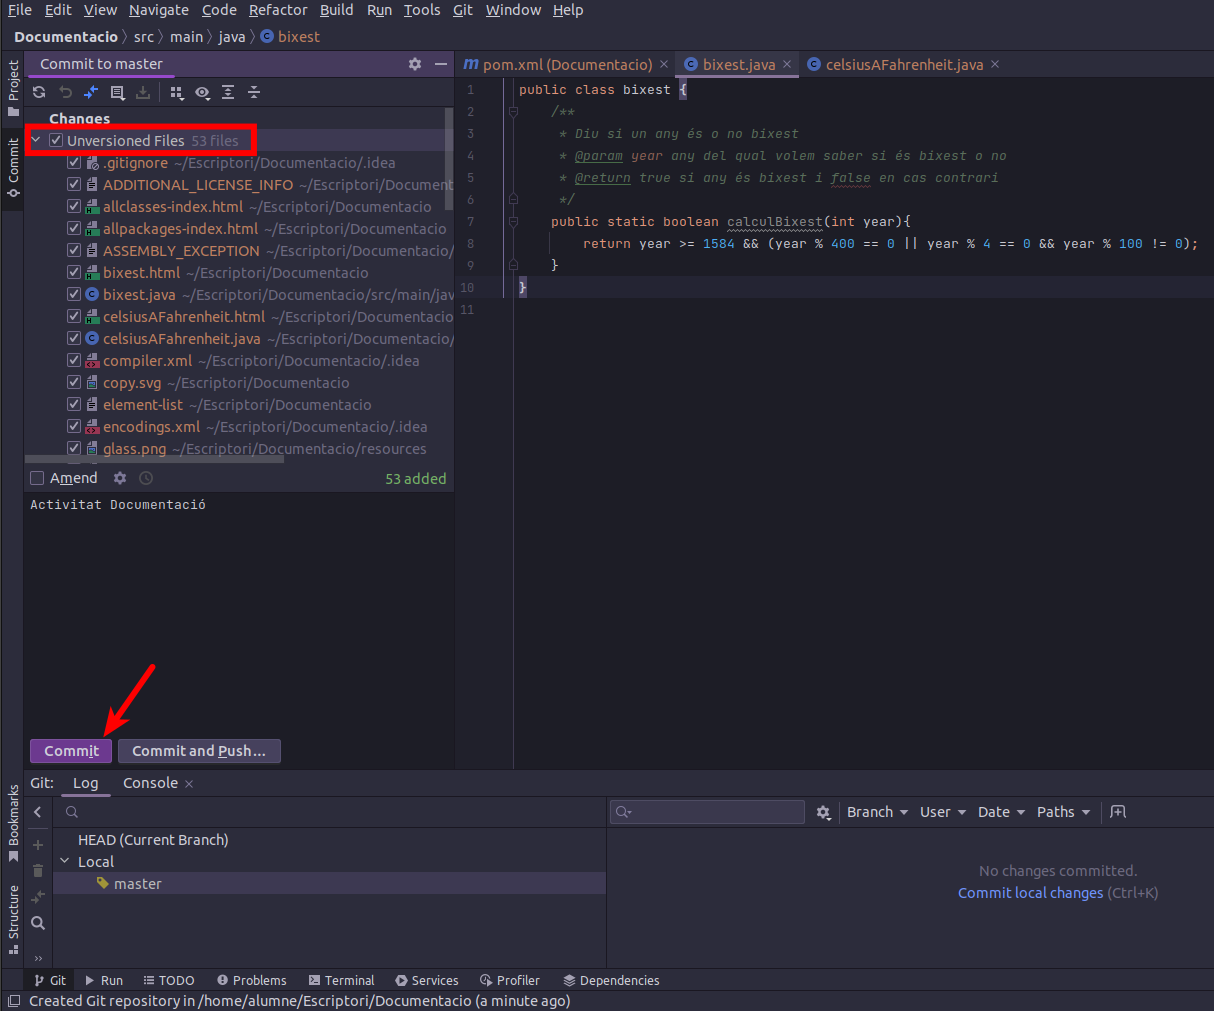 File Edit View Navigate Code Refactor Build Run Tools Git Window Help
Documentacio src main java bixest
Project
Commit
Bookmarks
Structure
Commit to master
Changes
Unversioned Files 53 files
.gitignore ~/Escriptori/Documentacio/.idea
ADDITIONAL_LICENSE_INFO ~/Escriptori/Document
allclasses-index.html ~/Escriptori/Documentacio
allpackages-index.html ~/Escriptori/Documentacio
ASSEMBLY_EXCEPTION ~/Escriptori/Documentacio
bixest.html ~/Escriptori/Documentacio
bixest.java ~/Escriptori/Documentacio/src/main/jav
celsiusAFahrenheit.html ~/Escriptori/Documentacio
celsiusAFahrenheit.java ~/Escriptori/Documentacio/
compiler.xml ~/Escriptori/Documentacio/.idea
copy.svg ~/Escriptori/Documentacio
element-list ~/Escriptori/Documentacio
encodings.xml ~/Escriptori/Documentacio/.idea
glass.png ~/Escriptori/Documentacio/resources
Amend 53 added
Activitat Documentació
Commit Commit and Push...
pom.xml (Documentacio) bixest.java celsiusAFahrenheit.java
1 public class bixest {
2 /**
3 * Diu si un any és o no bixest
4 * @param year any del qual volem saber si és bixest o no
5 * @return true si any és bixest i false en cas contrari
6 */
7 public static boolean calculBixest(int year){
8 return year >= 1584 && (year % 400 == 0 || year % 4 == 0 && year % 100 != 0);
9 }
10 }
11
Git: Log Console
HEAD (Current Branch)
Local
master
Branch User Date Paths
No changes committed.
Commit local changes (Ctrl+K)
Git Run TODO Problems Terminal Services Profiler Dependencies
Created Git repository in /home/alumne/Escriptori/Documentacio (a minute ago)